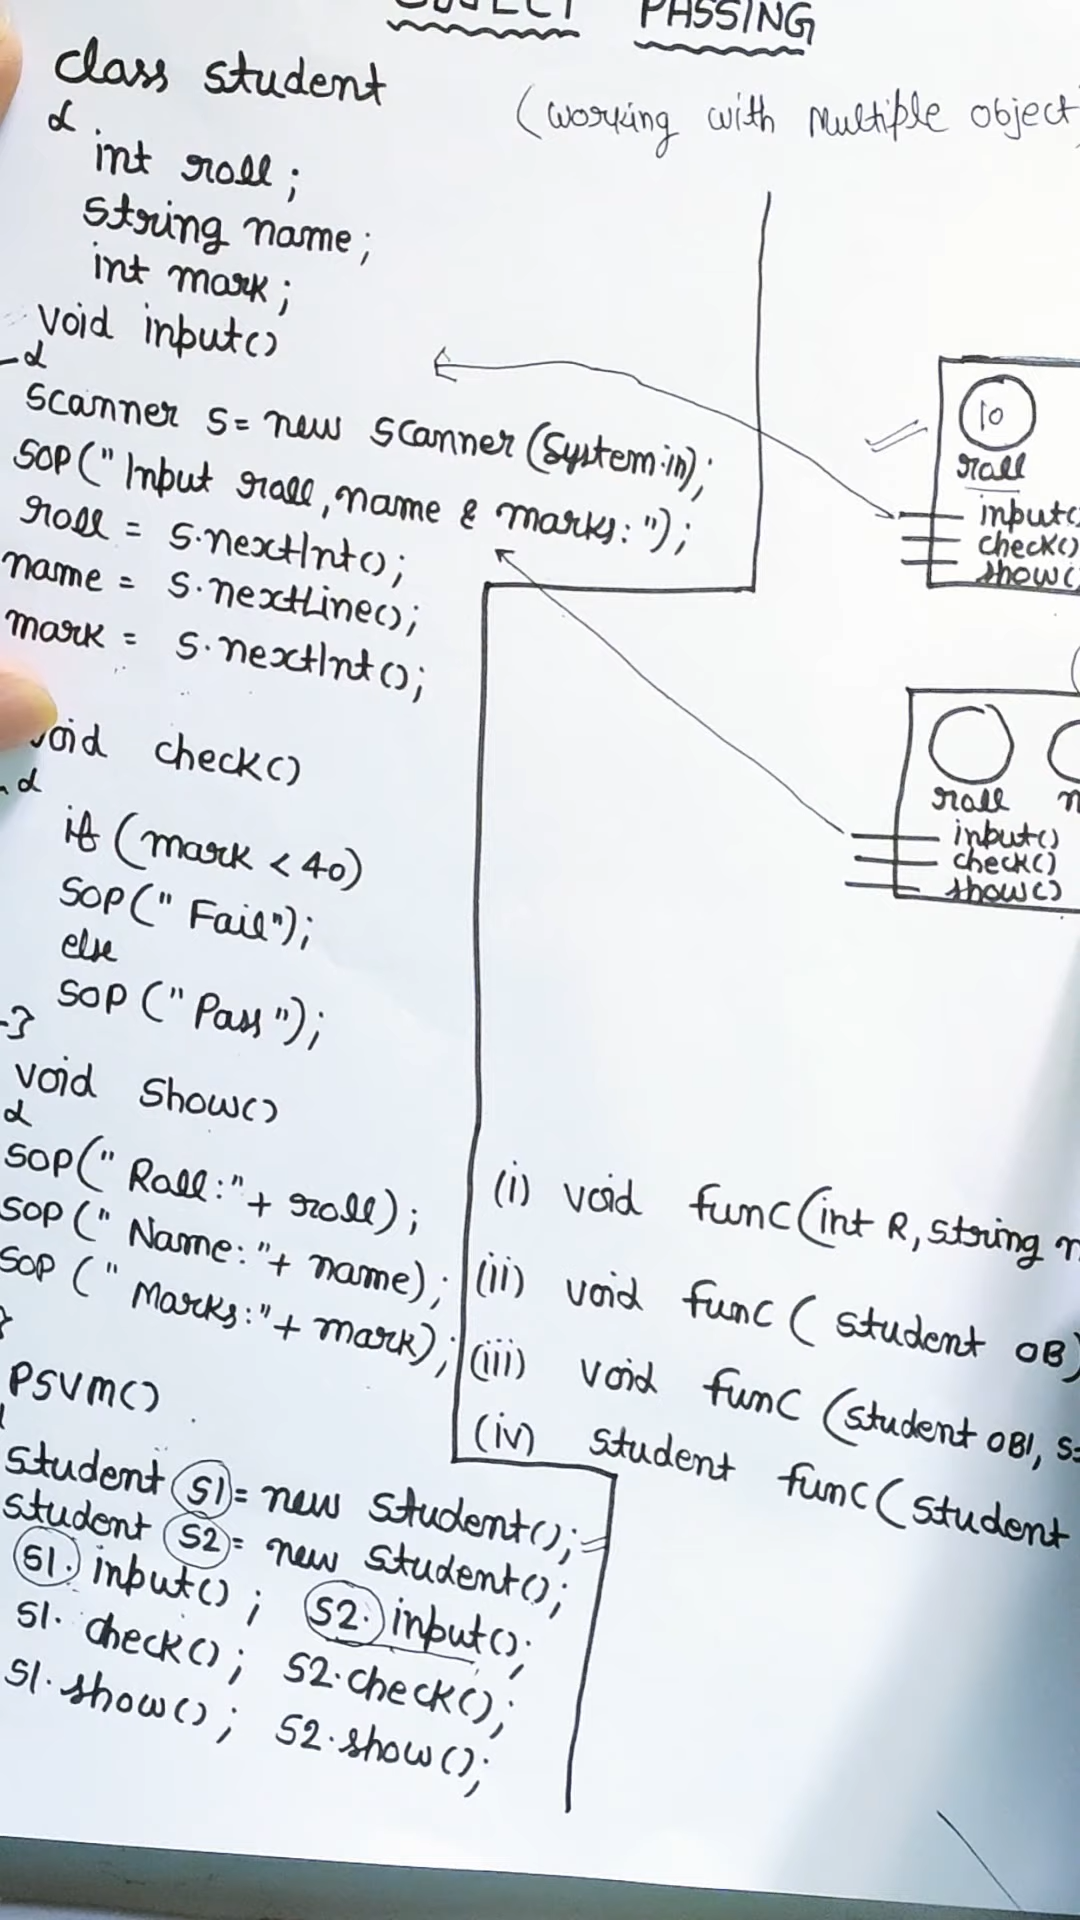 PASSING
class student
(working with Multiple object
{
int roll;
string name;
int mark;
void input()
{
Scanner s= new Scanner (System.in);
SOP(" Input roll, name & marks:");
roll = s.nextInt();
name = s.nextLine();
mark = s.nextInt();
void check()
{
if (mark < 40)
SOP(" Fail");
else
SOP (" Pass");
}
void show()
{
SOP(" Roll:"+ roll);
SOP (" Name:"+ name);
SOP (" Marks:"+ mark);
}
PSVM()
student S1= new student();
student S2= new student();
S1. input(); S2. input();
S1. check(); S2.check();
S1.show(); S2.show();
10
roll
input()
check()
show()
roll
input()
check()
show()
(i) void func(int R, string n
(ii) void func( student OB)
(iii) void func (student OB1, s
(iv) student func(student